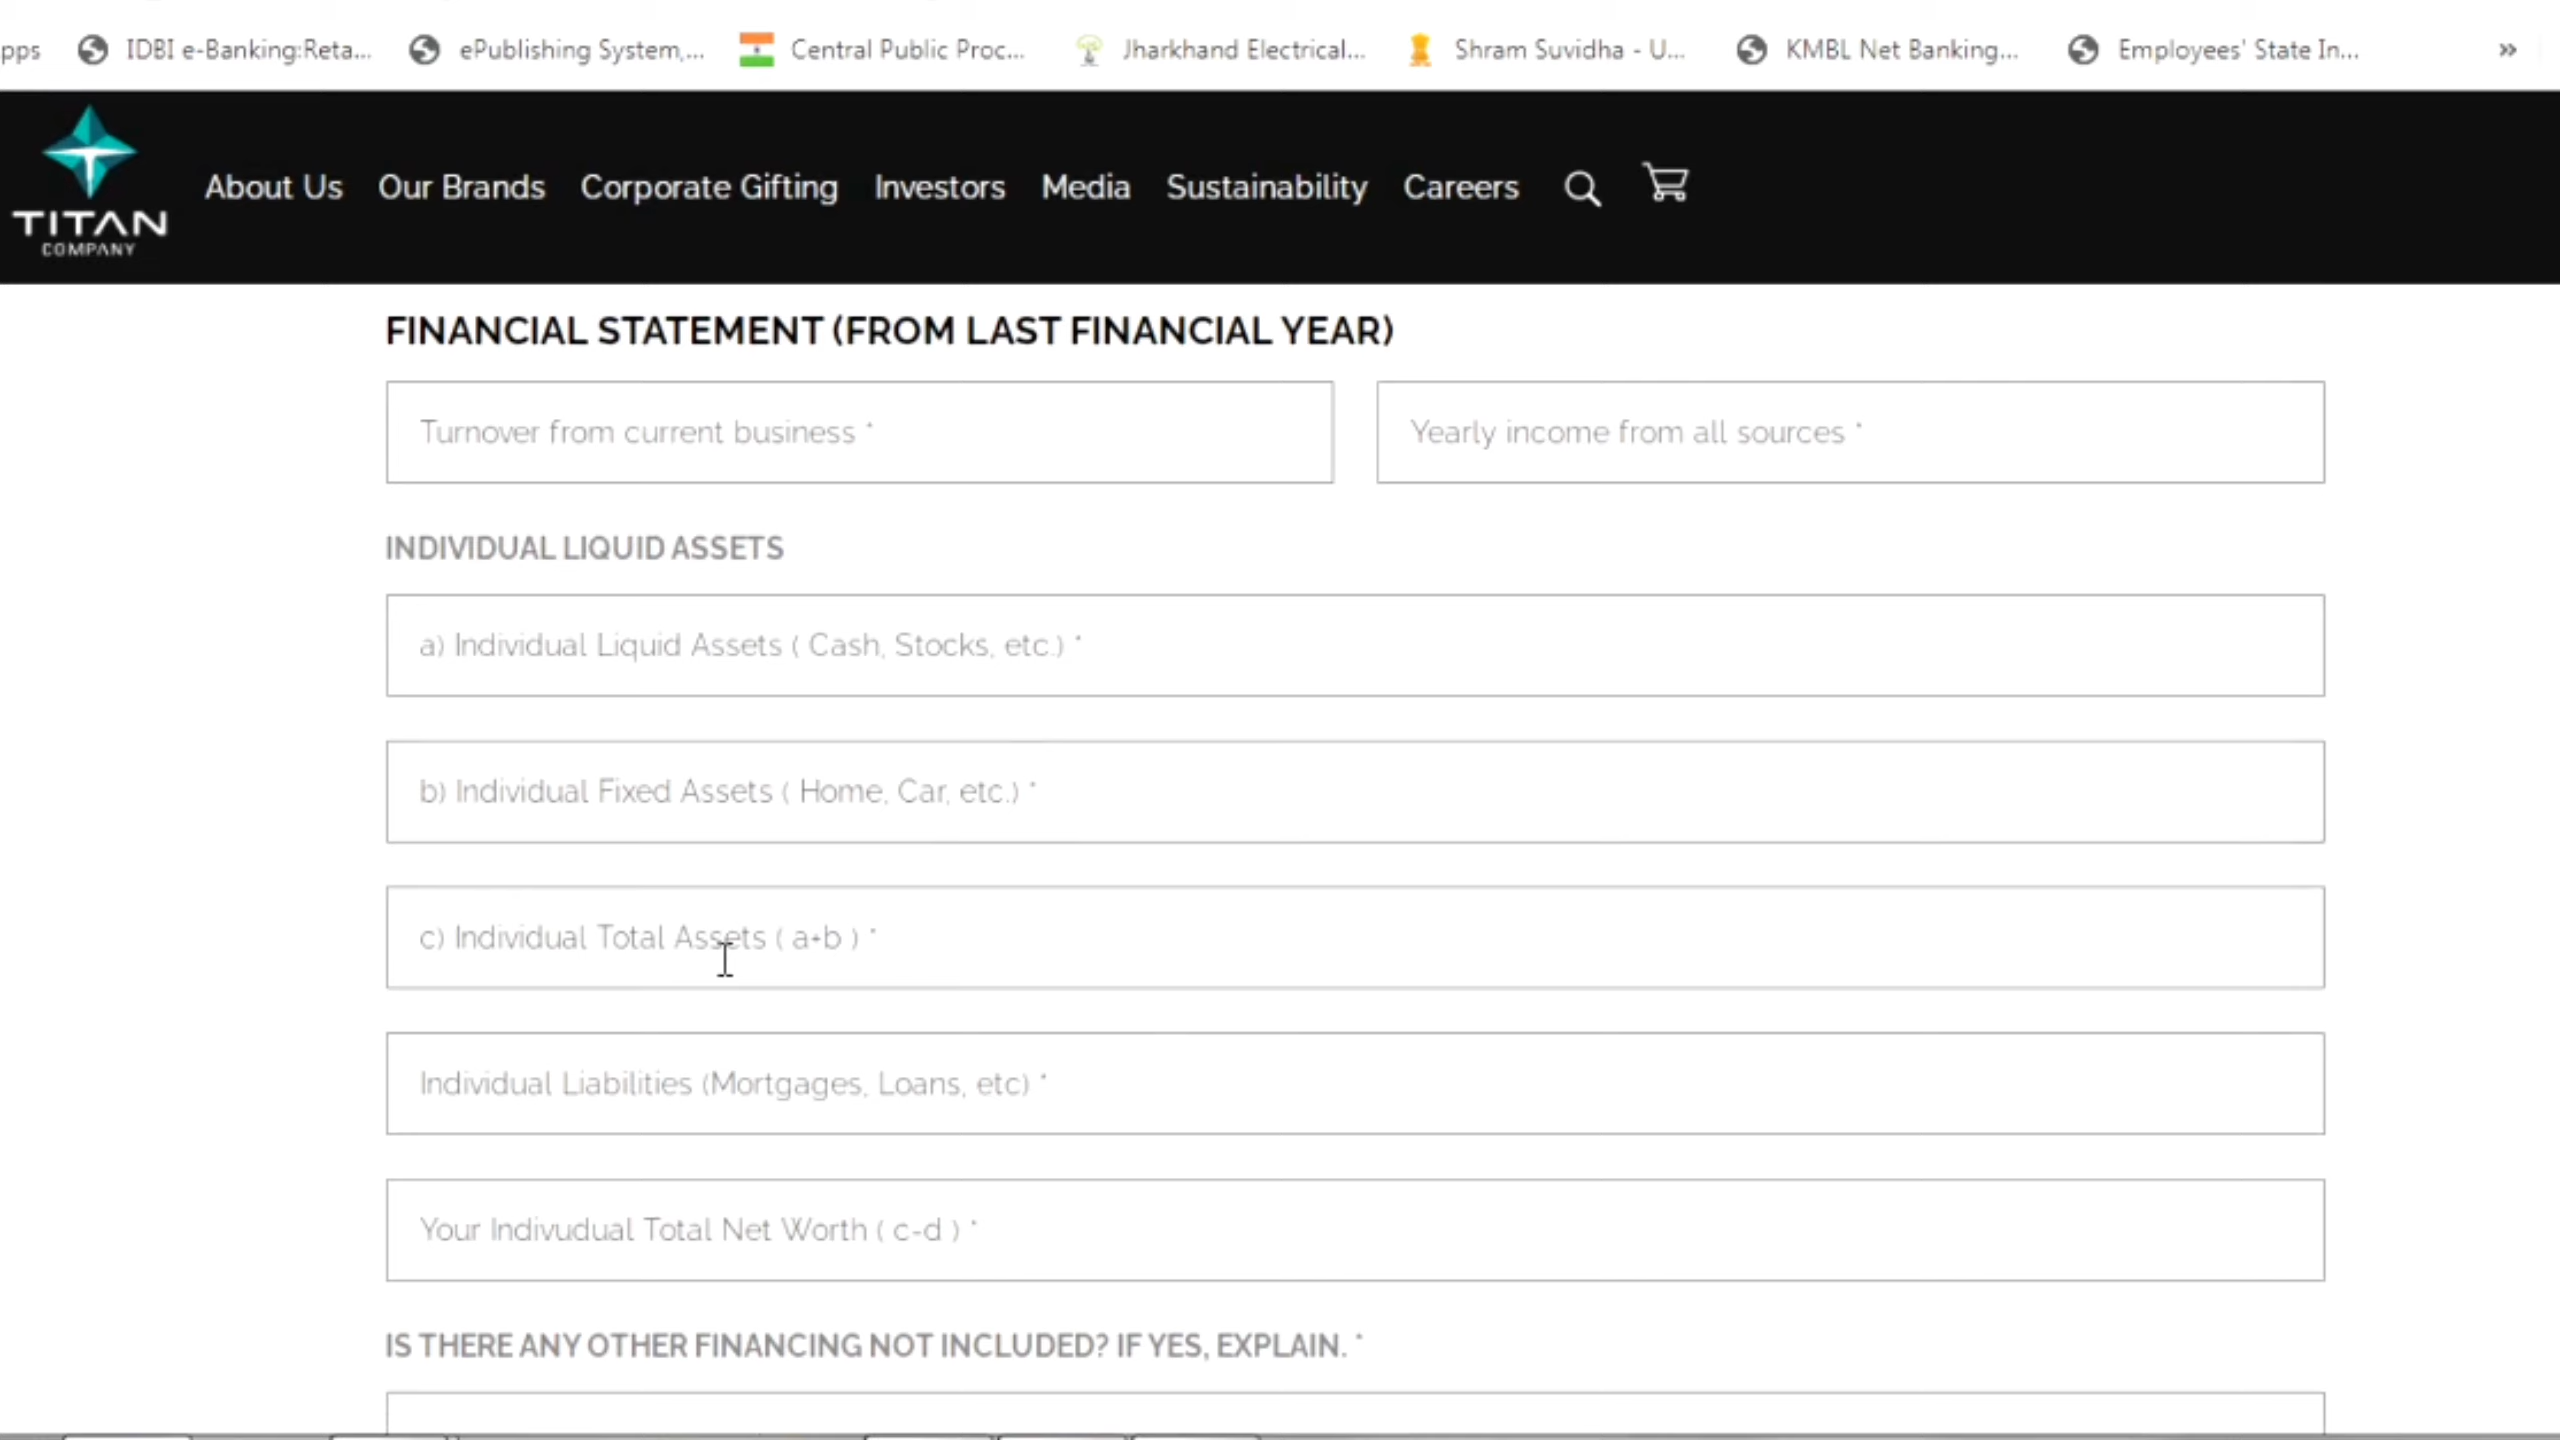 pps IDBI e-Banking:Reta... ePublishing System,... Central Public Proc... Jharkhand Electrical... Shram Suvidha - U... KMBL Net Banking... Employees' State In... »
TITAN
COMPANY
About Us Our Brands Corporate Gifting Investors Media Sustainability Careers
FINANCIAL STATEMENT (FROM LAST FINANCIAL YEAR)
Turnover from current business * Yearly income from all sources *
INDIVIDUAL LIQUID ASSETS
a) Individual Liquid Assets ( Cash, Stocks, etc.) *
b) Individual Fixed Assets ( Home, Car, etc.) *
c) Individual Total Assets ( a+b ) *
Individual Liabilities (Mortgages, Loans, etc) *
Your Indivudual Total Net Worth ( c-d ) *
IS THERE ANY OTHER FINANCING NOT INCLUDED? IF YES, EXPLAIN. *